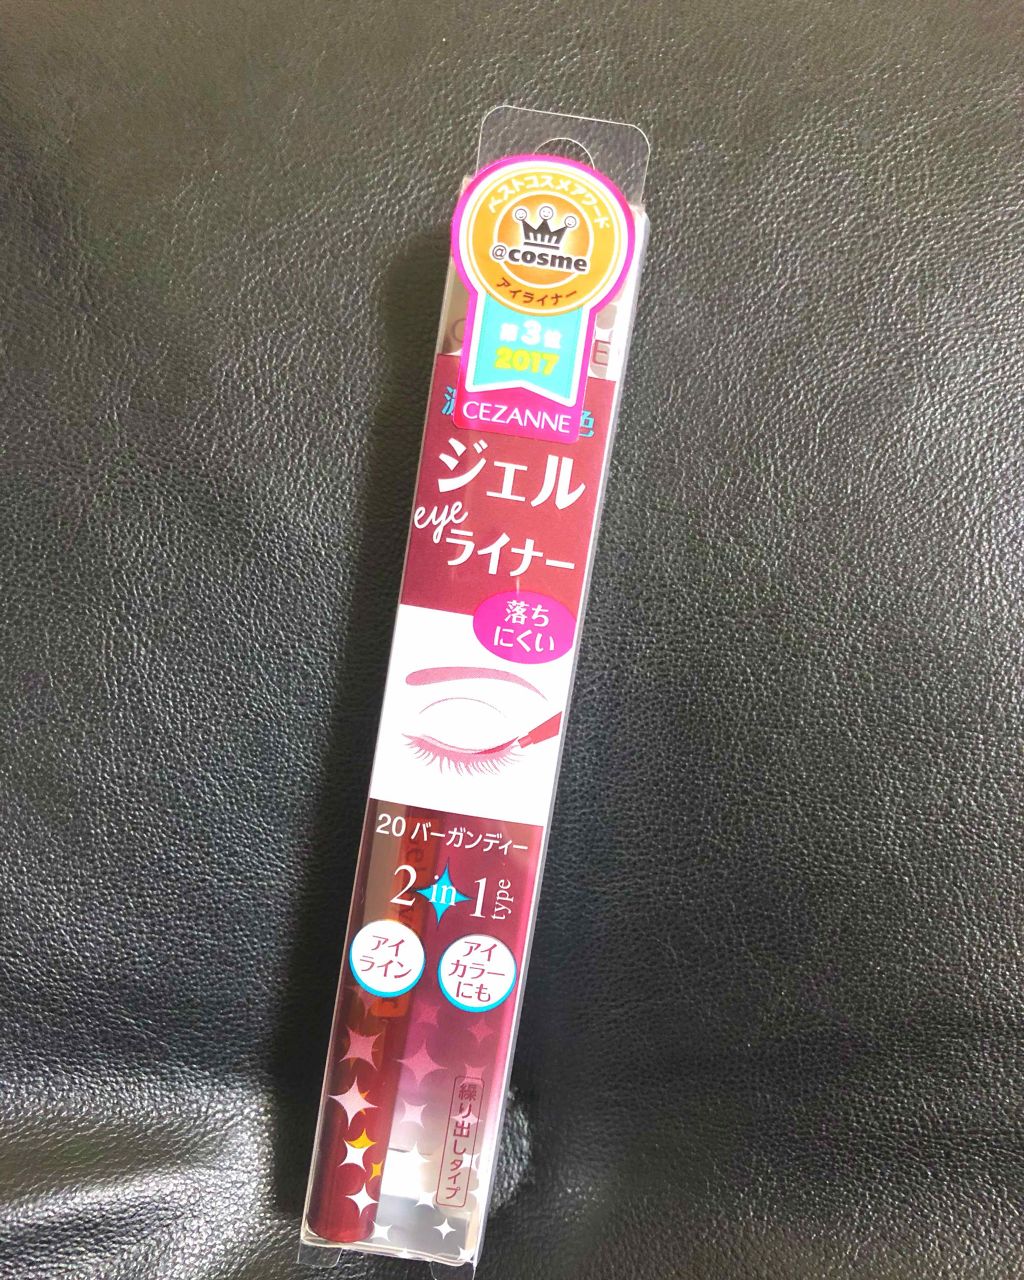 ベストコスメアワード
@cosme
アイライナー
第3位
2017
CEZANNE
色
ジェル
eye
ライナー
落ち
にくい
20 バーガンディー
2 in 1 type
アイ
ライン
アイ
カラー
にも
繰り出しタイプ